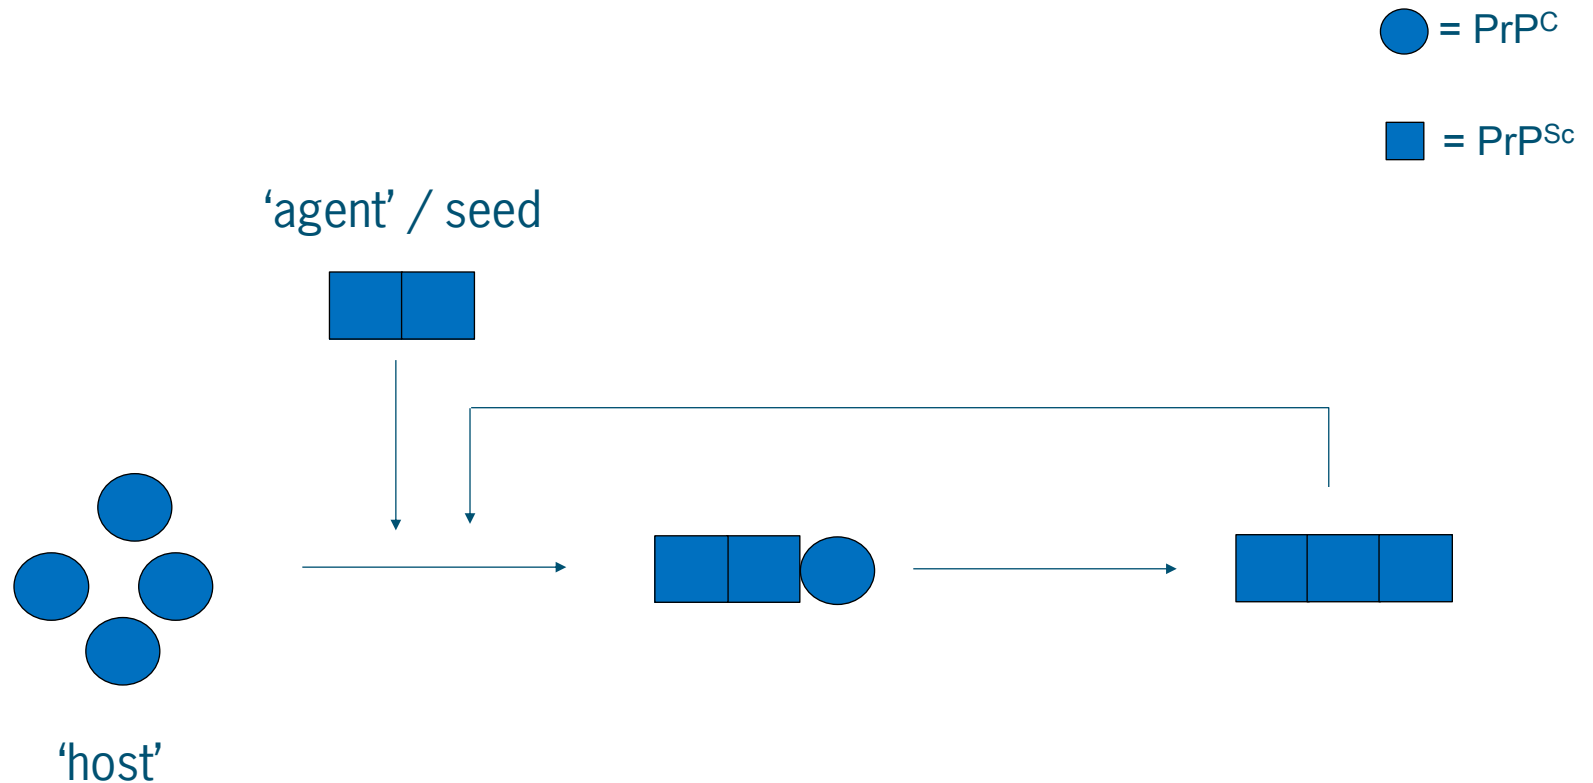 = PrPC
= PrPSc
‘agent’ / seed
‘host’